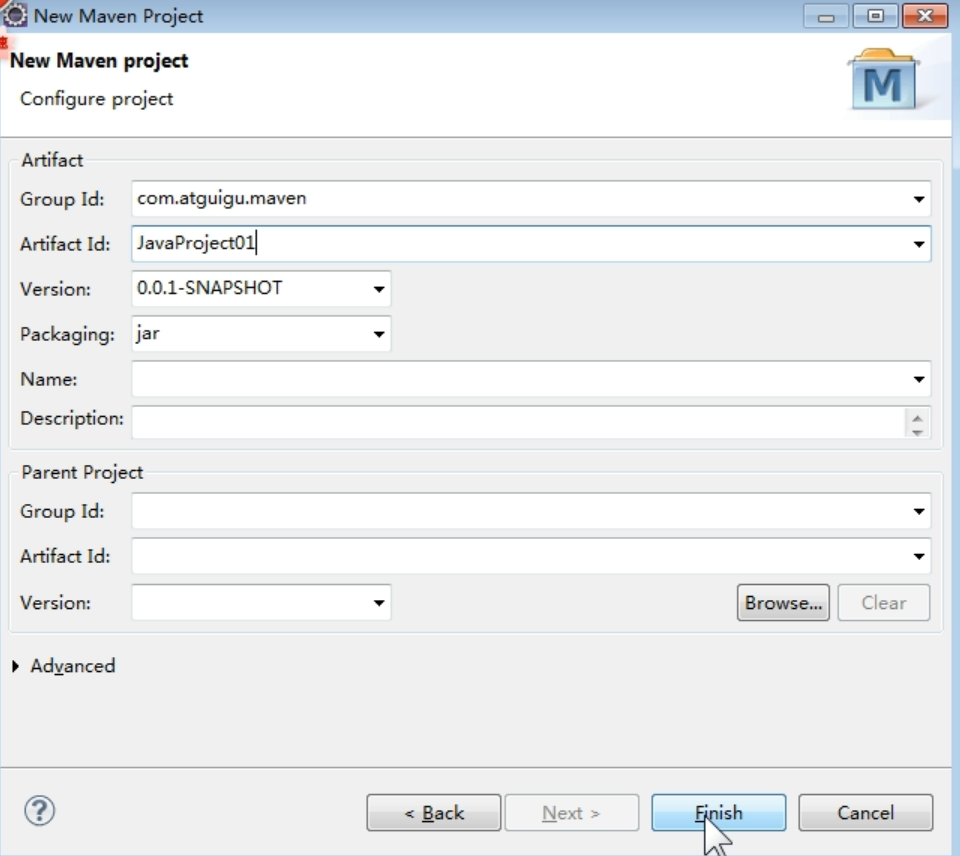 New Maven Project
New Maven project
Configure project
M
Artifact
Group Id: com.atguigu.maven
Artifact Id: JavaProject01
Version: 0.0.1-SNAPSHOT
Packaging: jar
Name:
Description:
Parent Project
Group Id:
Artifact Id:
Version:
Browse... Clear
Advanced
? < Back Next > Finish Cancel